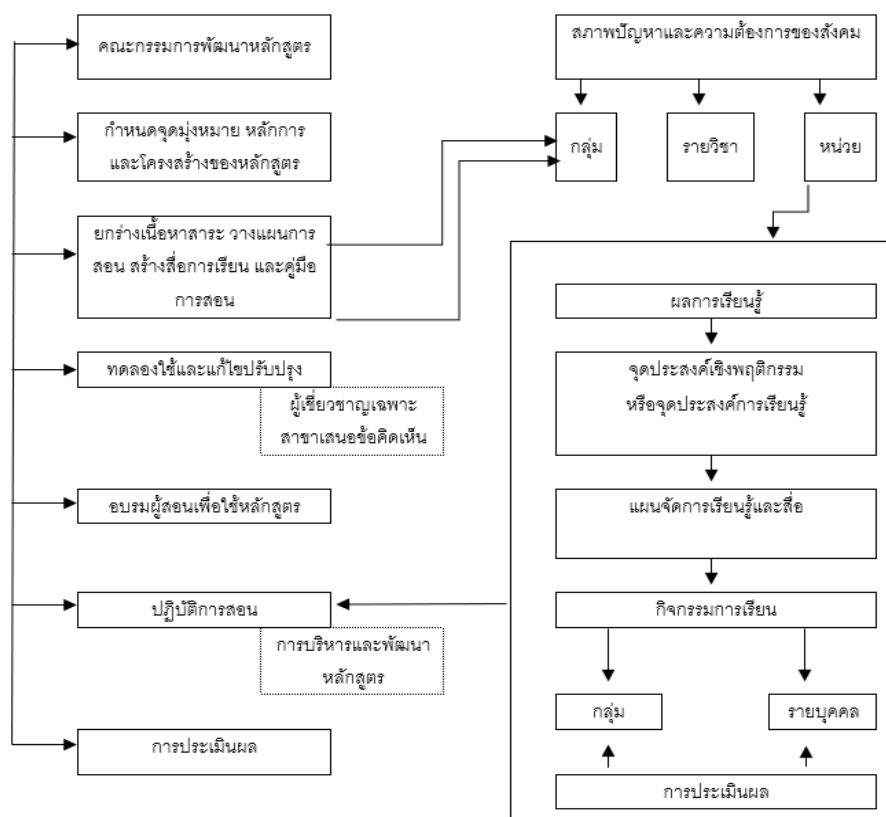 คณะกรรมการพัฒนาหลักสูตร
กำหนดจุดมุ่งหมาย หลักการ
และโครงสร้างของหลักสูตร
ยกร่างเนื้อหาสาระ วางแผนการ
สอน สร้างสื่อการเรียน และคู่มือ
การสอน
ทดลองใช้และแก้ไขปรับปรุง
ผู้เชี่ยวชาญเฉพาะ
สาขาเสนอข้อคิดเห็น
อบรมผู้สอนเพื่อใช้หลักสูตร
ปฏิบัติการสอน
การบริหารและพัฒนา
หลักสูตร
การประเมินผล
สภาพปัญหาและความต้องการของสังคม
กลุ่ม
รายวิชา
หน่วย
ผลการเรียนรู้
จุดประสงค์เชิงพฤติกรรม
หรือจุดประสงค์การเรียนรู้
แผนจัดการเรียนรู้และสื่อ
กิจกรรมการเรียน
กลุ่ม
รายบุคคล
การประเมินผล